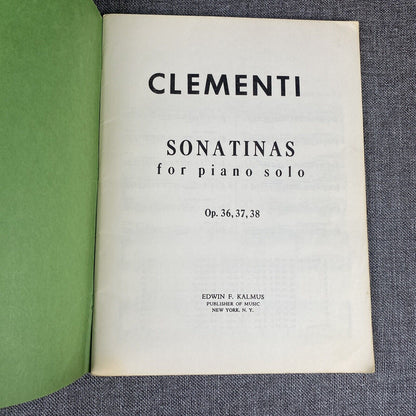 CLEMENTI
SONATINAS
for piano solo
Op. 36, 37, 38
EDWIN F. KALMUS
PUBLISHER OF MUSIC
NEW YORK, N. Y.